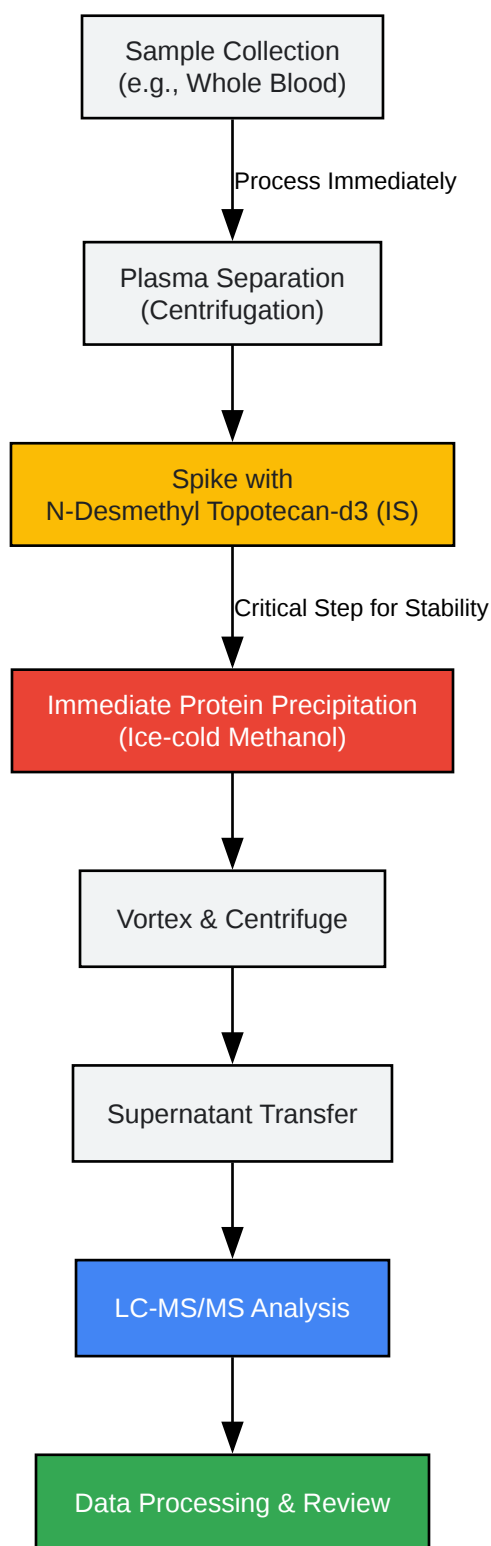 Sample Collection
(e.g., Whole Blood)
Process Immediately
Plasma Separation
(Centrifugation)
Spike with
N-Desmethyl Topotecan-d3 (IS)
Critical Step for Stability
Immediate Protein Precipitation
(Ice-cold Methanol)
Vortex & Centrifuge
Supernatant Transfer
LC-MS/MS Analysis
Data Processing & Review